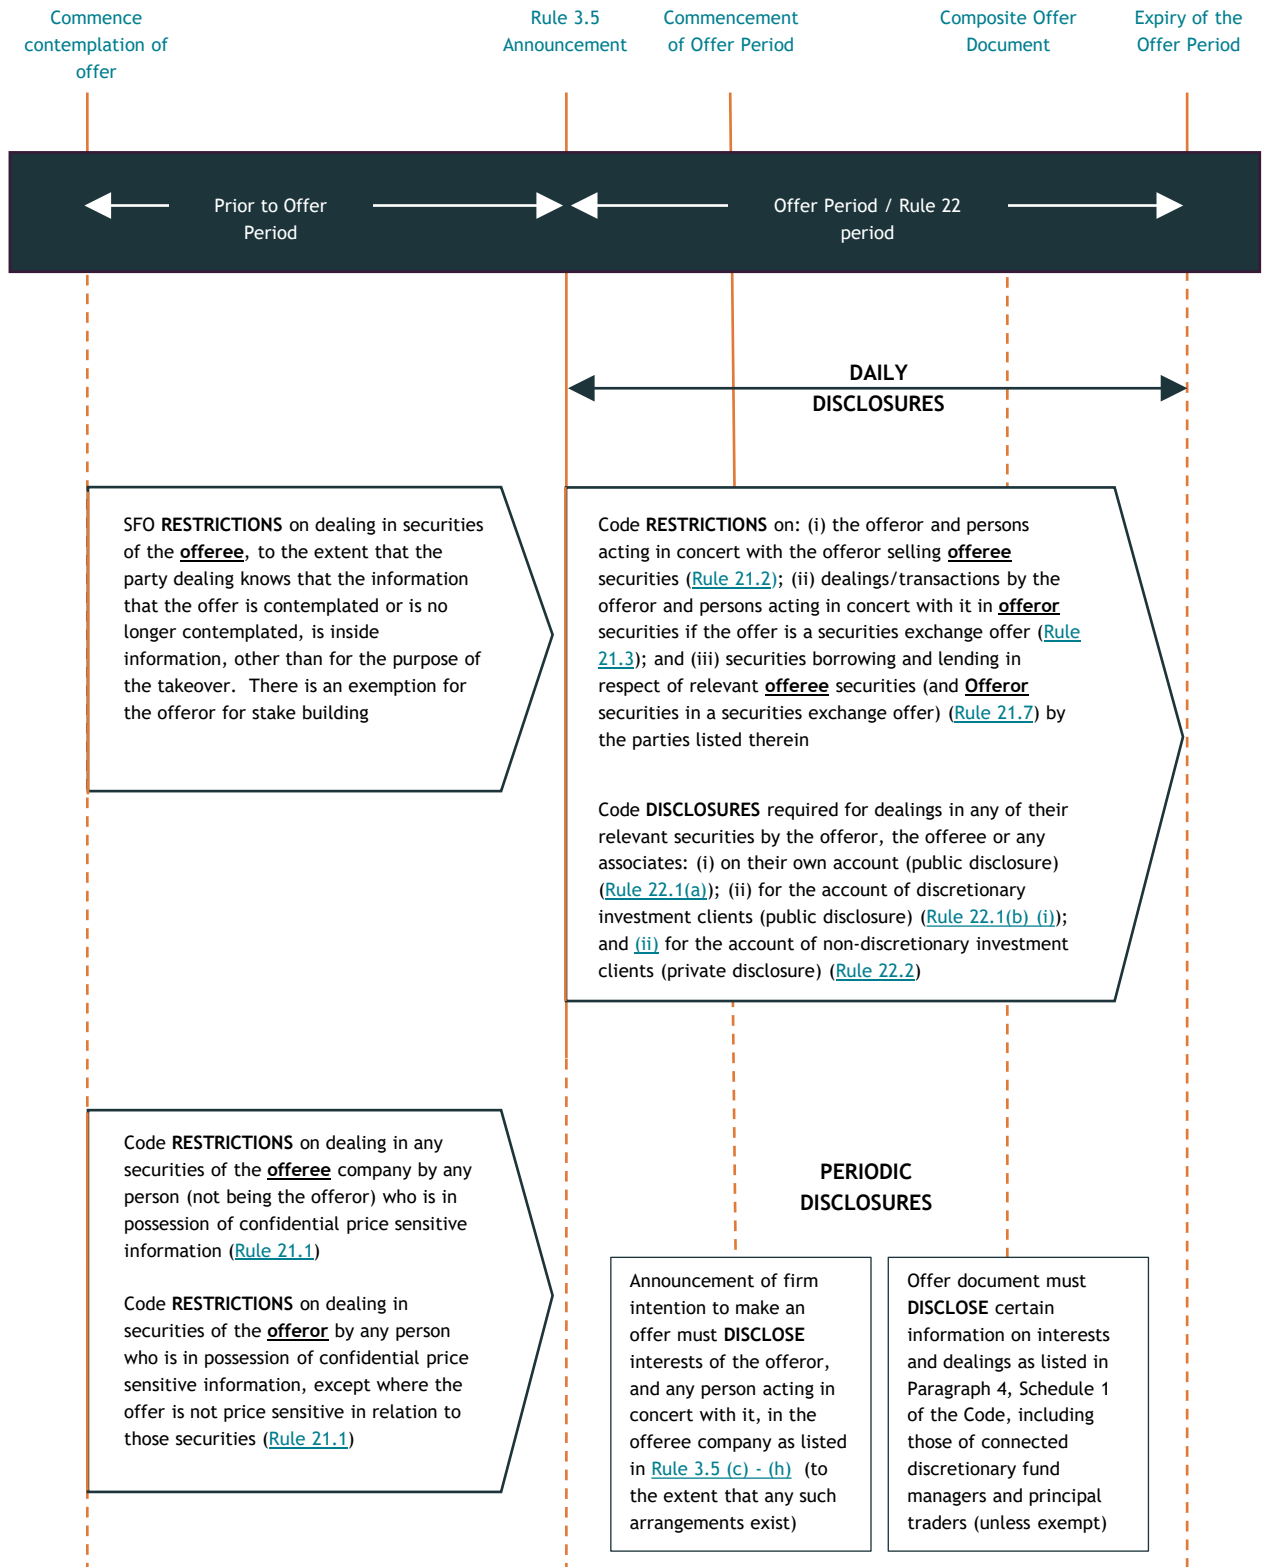 Commence
contemplation of
offer
Rule 3.5
Announcement
Commencement
of Offer Period
Composite Offer
Document
Expiry of the
Offer Period
Prior to Offer
Period
Offer Period / Rule 22
period
DAILY
DISCLOSURES
SFO RESTRICTIONS on dealing in securities
of the offeree, to the extent that the
party dealing knows that the information
that the offer is contemplated or is no
longer contemplated, is inside
information, other than for the purpose of
the takeover. There is an exemption for
the offeror for stake building
Code RESTRICTIONS on: (i) the offeror and persons
acting in concert with the offeror selling offeree
securities (Rule 21.2); (ii) dealings/transactions by the
offeror and persons acting in concert with it in offeror
securities if the offer is a securities exchange offer (Rule
21.3); and (iii) securities borrowing and lending in
respect of relevant offeree securities (and Offeror
securities in a securities exchange offer) (Rule 21.7) by
the parties listed therein
Code DISCLOSURES required for dealings in any of their
relevant securities by the offeror, the offeree or any
associates: (i) on their own account (public disclosure)
(Rule 22.1(a)); (ii) for the account of discretionary
investment clients (public disclosure) (Rule 22.1(b) (i));
and (ii) for the account of non-discretionary investment
clients (private disclosure) (Rule 22.2)
Code RESTRICTIONS on dealing in any
securities of the offeree company by any
person (not being the offeror) who is in
possession of confidential price sensitive
information (Rule 21.1)
Code RESTRICTIONS on dealing in
securities of the offeror by any person
who is in possession of confidential price
sensitive information, except where the
offer is not price sensitive in relation to
those securities (Rule 21.1)
PERIODIC
DISCLOSURES
Announcement of firm
intention to make an
offer must DISCLOSE
interests of the offeror,
and any person acting in
concert with it, in the
offeree company as listed
in Rule 3.5 (c) - (h) (to
the extent that any such
arrangements exist)
Offer document must
DISCLOSE certain
information on interests
and dealings as listed in
Paragraph 4, Schedule 1
of the Code, including
those of connected
discretionary fund
managers and principal
traders (unless exempt)